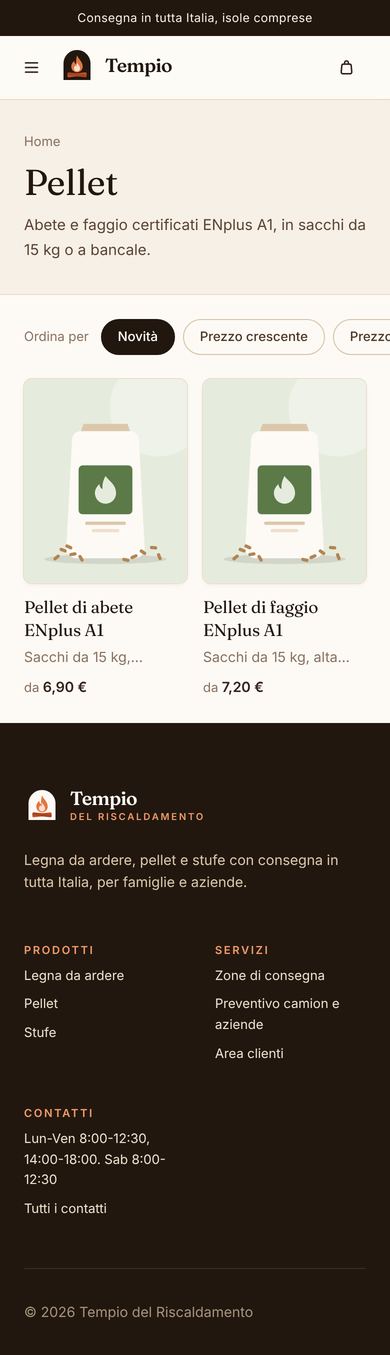 Consegna in tutta Italia, isole comprese
Tempio
Home
Pellet
Abete e faggio certificati ENplus A1, in sacchi da
15 kg o a bancale.
Ordina per
Novità
Prezzo crescente
Prezzo
Pellet di abete
ENplus A1
Sacchi da 15 kg,...
da 6,90 €
Pellet di faggio
ENplus A1
Sacchi da 15 kg, alta...
da 7,20 €
Tempio
DEL RISCALDAMENTO
Legna da ardere, pellet e stufe con consegna in
tutta Italia, per famiglie e aziende.
PRODOTTI
Legna da ardere
Pellet
Stufe
SERVIZI
Zone di consegna
Preventivo camion e
aziende
Area clienti
CONTATTI
Lun-Ven 8:00-12:30,
14:00-18:00. Sab 8:00-
12:30
Tutti i contatti
© 2026 Tempio del Riscaldamento